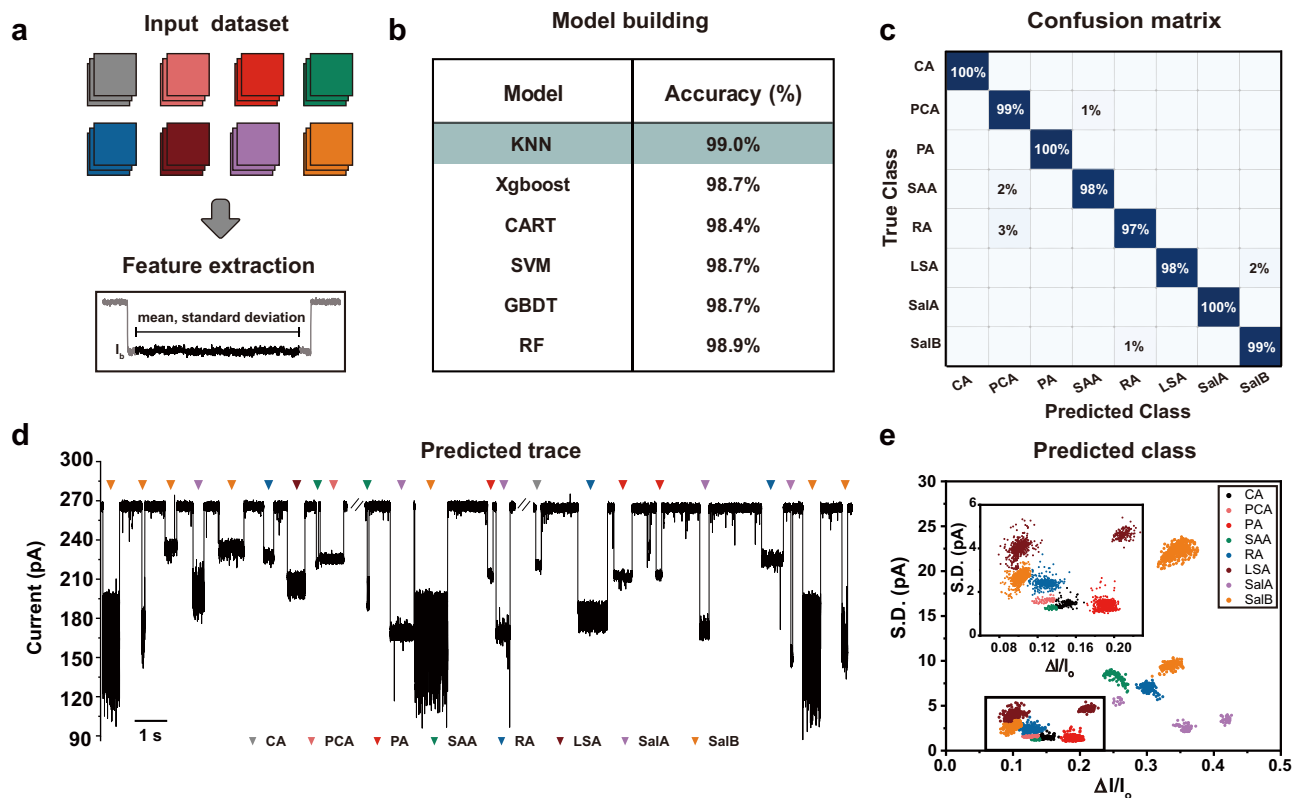 a
Input dataset
Feature extraction
mean, standard deviation
Ib
b
Model building
Model Accuracy (%)
KNN 99.0%
Xgboost 98.7%
CART 98.4%
SVM 98.7%
GBDT 98.7%
RF 98.9%
c
Confusion matrix
True Class
CA 100%
PCA 99% 1%
PA 100%
SAA 2% 98%
RA 3% 97%
LSA 98% 2%
SalA 100%
SalB 1% 99%
CA PCA PA SAA RA LSA SalA SalB
Predicted Class
d
Predicted trace
Current (pA)
300
270
240
210
180
150
120
90
1 s
CA PCA PA SAA RA LSA SalA SalB
e
Predicted class
S.D. (pA)
30
25
20
15
10
5
0
0.0 0.1 0.2 0.3 0.4 0.5
ΔI/Io
S.D. (pA)
6
4
2
0
0.08 0.12 0.16 0.20
ΔI/Io
CA
PCA
PA
SAA
RA
LSA
SalA
SalB